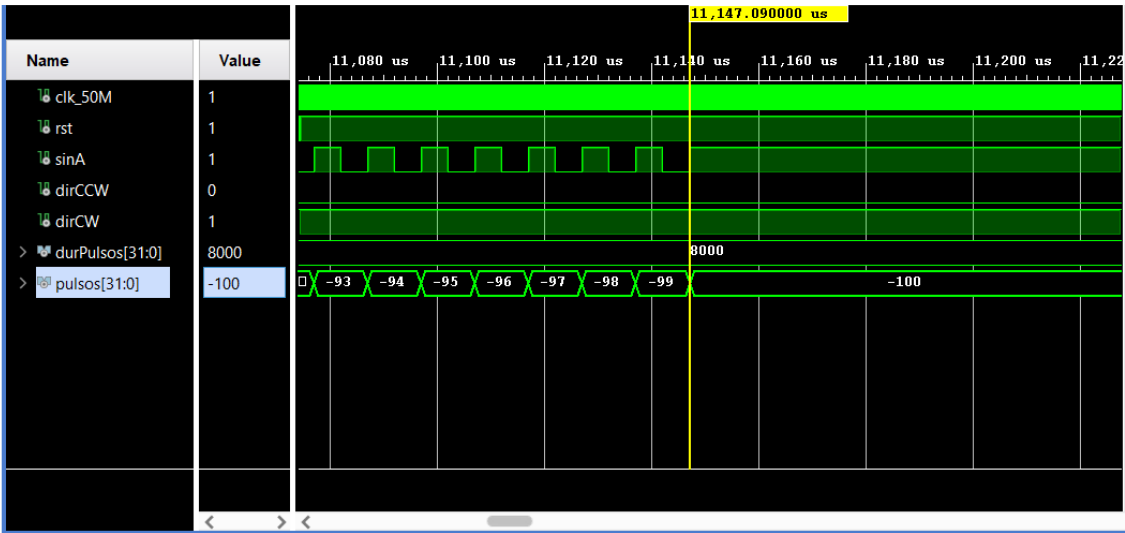 11,147.090000 us
Name Value
11,080 us 11,100 us 11,120 us 11,140 us 11,160 us 11,180 us 11,200 us 11,22
clk_50M 1
rst 1
sinA 1
dirCCW 0
dirCW 1
durPulsos[31:0] 8000 8000
pulsos[31:0] -100 -93 -94 -95 -96 -97 -98 -99 -100